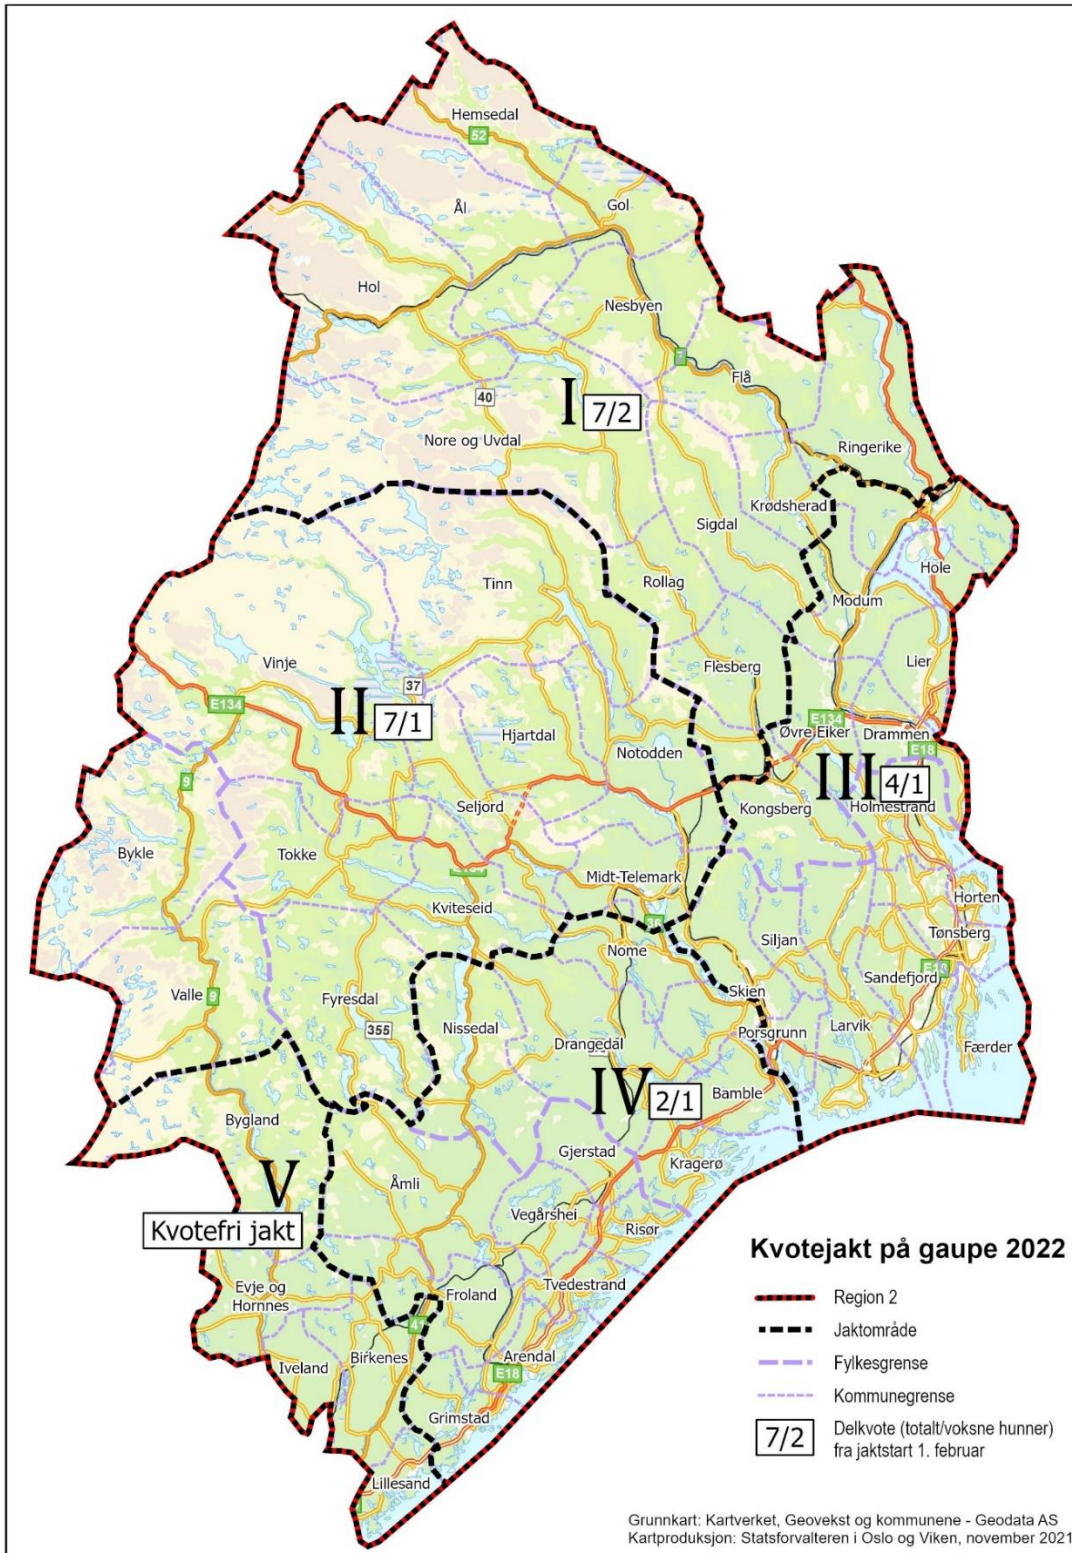 Hemsedal
52
Ål
Gol
Hol
Nesbyen
7
Flå
40
I 7/2
Nore og Uvdal
Ringerike
Krødsherad
Sigdal
Hole
Tinn
Rollag
Modum
Vinje
Flesberg
Lier
37
E134
II 7/1
E134
Hjartdal
Notodden
Øvre Eiker
Drammen
E18
9
III 4/1
Seljord
Kongsberg
Holmestrand
Bykle
Tokke
Midt-Telemark
Horten
Kviteseid
36
Tønsberg
Siljan
Nome
Sandefjord
Valle
9
Fyresdal
Skien
355
Nissedal
Porsgrunn
Larvik
Drangedal
Færder
IV 2/1
Bamble
Bygland
Gjerstad
Kragerø
V
Åmli
Vegårshei
Kvotefri jakt
Risør
Evje og
Hornnes
Froland
Tvedestrand
41
Iveland
Birkenes
Arendal
E18
Grimstad
Lillesand
Kvotejakt på gaupe 2022
Region 2
Jaktområde
Fylkesgrense
Kommunegrense
7/2
Delkvote (totalt/voksne hunner)
fra jaktstart 1. februar
Grunnkart: Kartverket, Geovekst og kommunene - Geodata AS
Kartproduksjon: Statsforvalteren i Oslo og Viken, november 2021